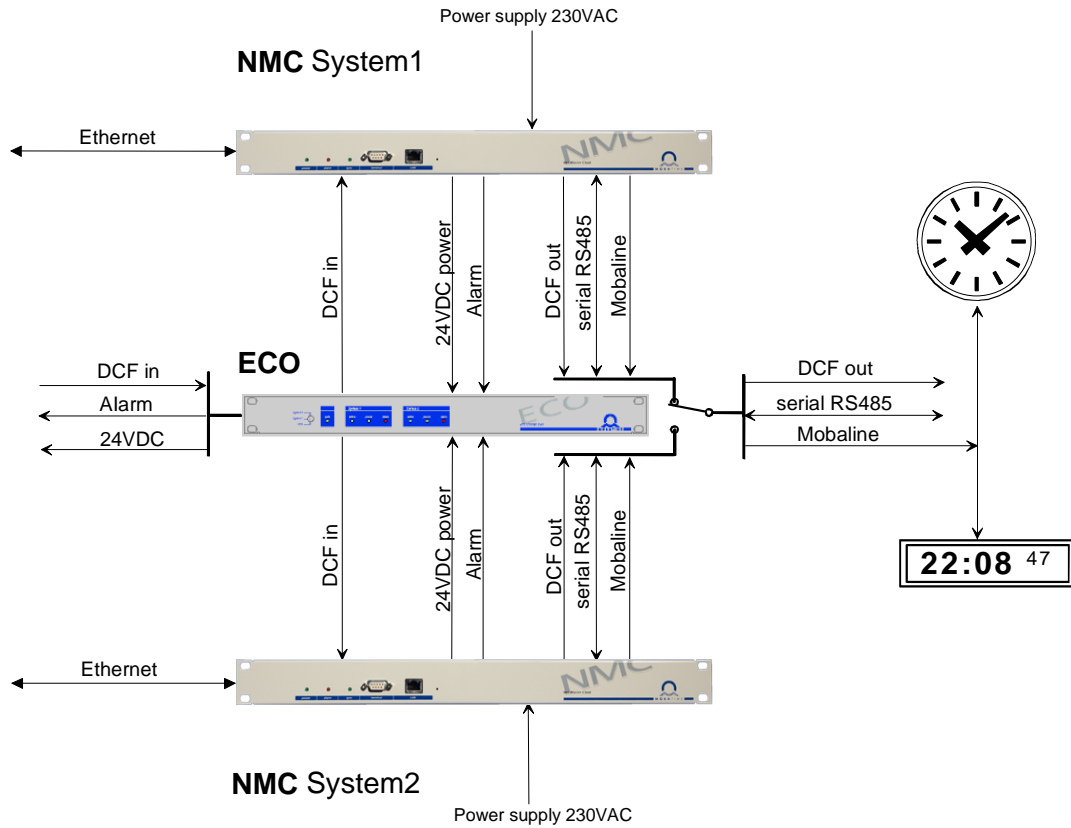 Power supply 230VAC
NMC System1
Ethernet
NMC
DCF in
24VDC power
Alarm
DCF out
serial RS485
Mobaline
ECO
DCF in
Alarm
24VDC
ECO
DCF out
serial RS485
Mobaline
DCF in
24VDC power
Alarm
DCF out
serial RS485
Mobaline
22:08 47
Ethernet
NMC
NMC System2
Power supply 230VAC